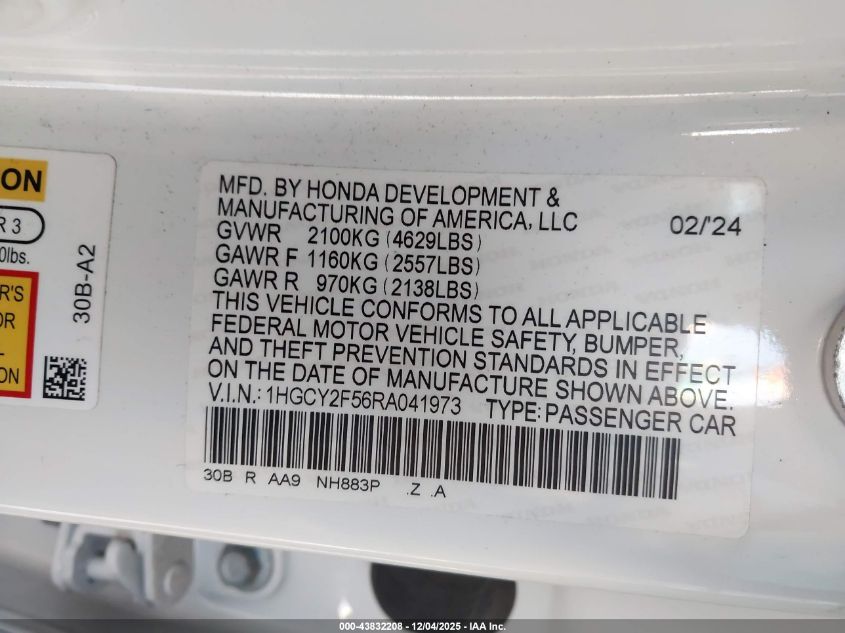 ON
R 3
0lbs.
R'S
OR
L-
ION
30B-A2
MFD. BY HONDA DEVELOPMENT &
MANUFACTURING OF AMERICA, LLC 02/'24
GVWR 2100KG (4629LBS)
GAWR F 1160KG (2557LBS)
GAWR R 970KG (2138LBS)
THIS VEHICLE CONFORMS TO ALL APPLICABLE
FEDERAL MOTOR VEHICLE SAFETY, BUMPER,
AND THEFT PREVENTION STANDARDS IN EFFECT
ON THE DATE OF MANUFACTURE SHOWN ABOVE.
V.I.N.: 1HGCY2F56RA041973 TYPE: PASSENGER CAR
30B R AA9 NH883P .Z .A
000-43832208 - 12/04/2025 - IAA Inc.